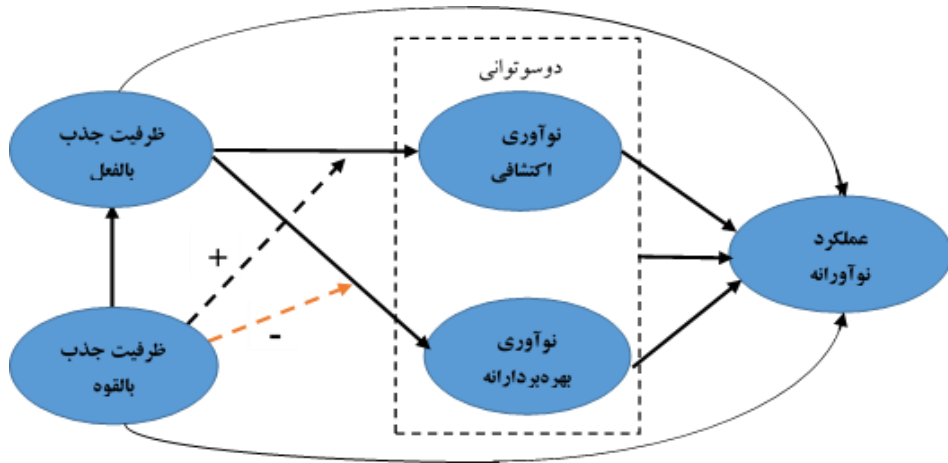 دوسوتوانی
ظرفیت جذب
بالفعل
نوآوری
اکتشافی
عملکرد
نوآورانه
+
-
ظرفیت جذب
بالقوه
نوآوری
بهره‌بردارانه